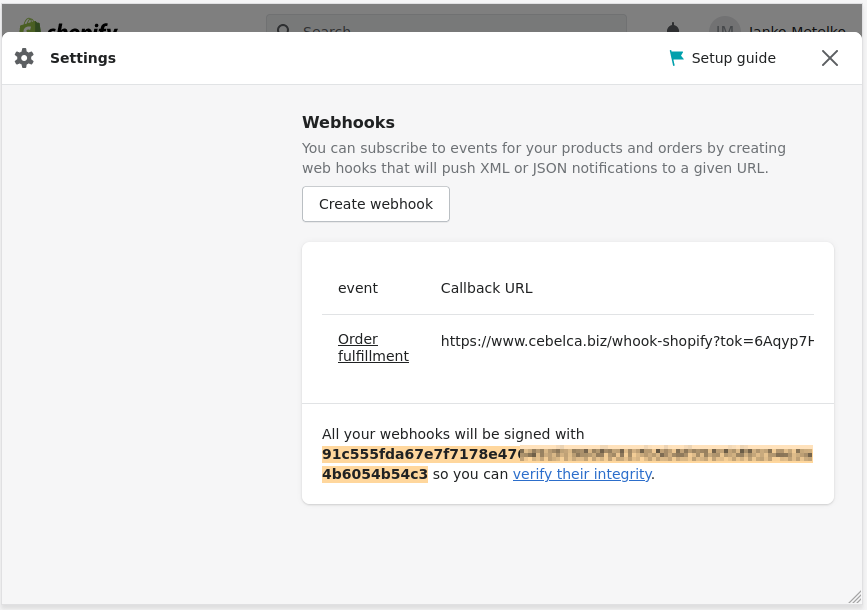 shopify
Search
JM
Janko Metelko
Settings
Setup guide
Webhooks
You can subscribe to events for your products and orders by creating
web hooks that will push XML or JSON notifications to a given URL.
Create webhook
event
Callback URL
Order
fulfillment
https://www.cebelca.biz/whook-shopify?tok=6Aqyp7H
All your webhooks will be signed with
91c555fda67e7f7178e47
4b6054b54c3 so you can verify their integrity.